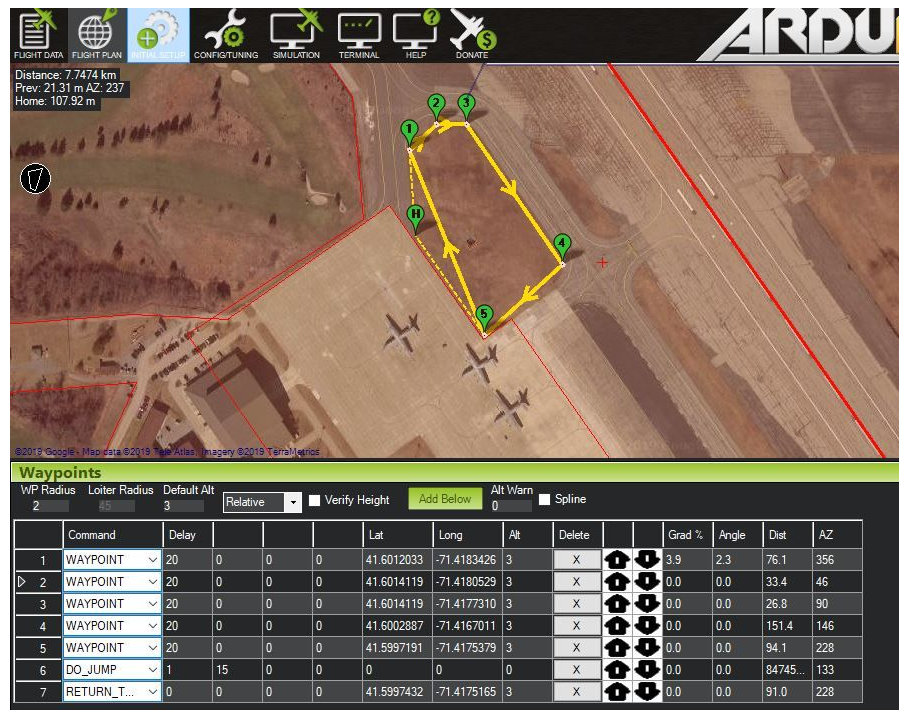 FLIGHT DATA FLIGHT PLAN INITIAL SETUP CONFIG/TUNING SIMULATION TERMINAL HELP DONATE
ARDU
Distance: 7.7474 km
Prev: 21.31 m AZ: 237
Home: 107.92 m
1 2 3
H
4
5
©2019 Google - Map data ©2019 Tele Atlas, Imagery ©2019 TerraMetrics
Waypoints
WP Radius Loiter Radius Default Alt Alt Warn
2 45 3 Relative Verify Height Add Below 0 Spline
Command Delay Lat Long Alt Delete Grad % Angle Dist AZ
1 WAYPOINT 20 0 0 0 41.6012033 -71.4183426 3 X 3.9 2.3 76.1 356
2 WAYPOINT 20 0 0 0 41.6014119 -71.4180529 3 X 0.0 0.0 33.4 46
3 WAYPOINT 20 0 0 0 41.6014119 -71.4177310 3 X 0.0 0.0 26.8 90
4 WAYPOINT 20 0 0 0 41.6002887 -71.4167011 3 X 0.0 0.0 151.4 146
5 WAYPOINT 20 0 0 0 41.5997191 -71.4175379 3 X 0.0 0.0 94.1 228
6 DO_JUMP 1 15 0 0 0 0 0 X 0.0 0.0 84745... 133
7 RETURN_T... 0 0 0 0 41.5997432 -71.4175165 3 X 0.0 0.0 91.0 228